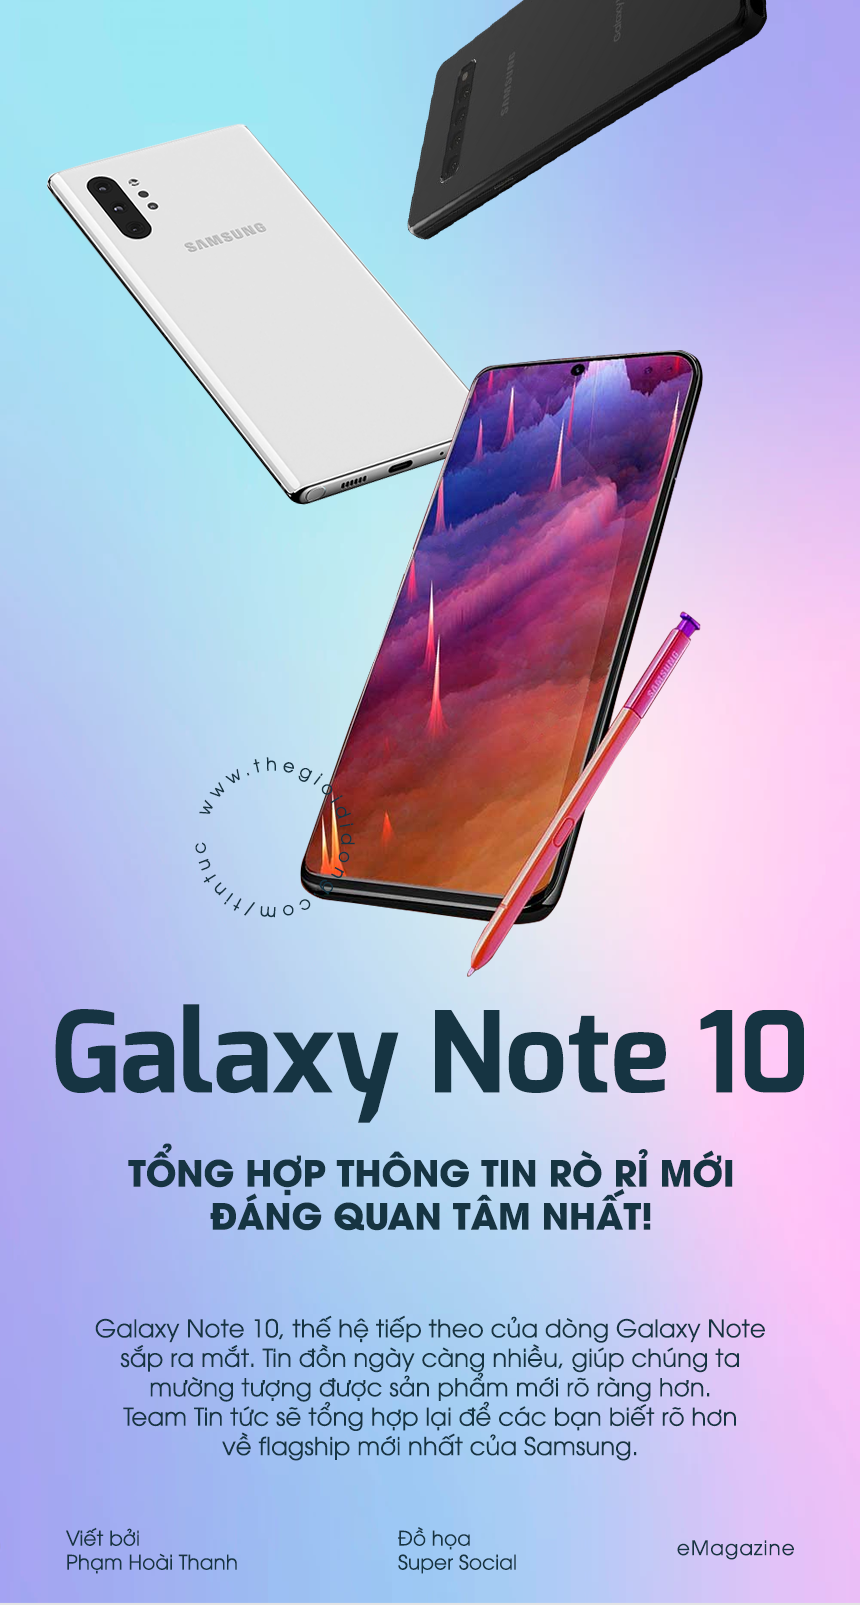 SAMSUNG
Galaxy
SAMSUNG
SAMSUNG
www.thegioididong.com/tintuc
Galaxy Note 10
TỔNG HỢP THÔNG TIN RÒ RỈ MỚI
ĐÁNG QUAN TÂM NHẤT!
Galaxy Note 10, thế hệ tiếp theo của dòng Galaxy Note
sắp ra mắt. Tin đồn ngày càng nhiều, giúp chúng ta
mường tượng được sản phẩm mới rõ ràng hơn.
Team Tin tức sẽ tổng hợp lại để các bạn biết rõ hơn
về flagship mới nhất của Samsung.
Viết bởi
Phạm Hoài Thanh
Đồ họa
Super Social
eMagazine